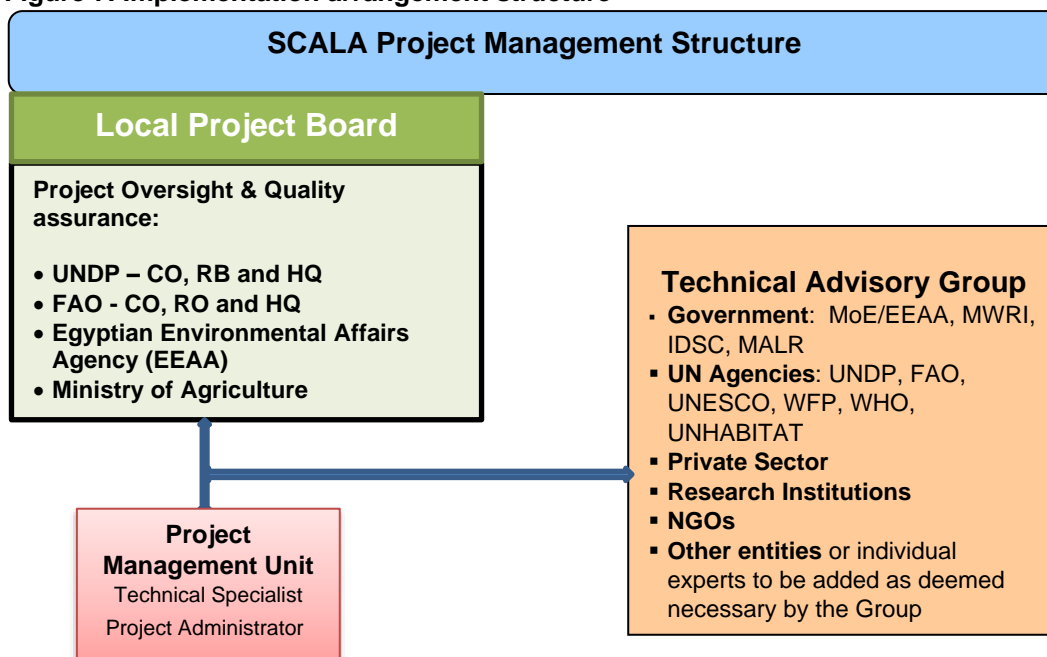 SCALA Project Management Structure
Local Project Board
Project Oversight & Quality
assurance:
• UNDP – CO, RB and HQ
• FAO - CO, RO and HQ
• Egyptian Environmental Affairs
Agency (EEAA)
• Ministry of Agriculture
Technical Advisory Group
▪ Government: MoE/EEAA, MWRI,
IDSC, MALR
▪ UN Agencies: UNDP, FAO,
UNESCO, WFP, WHO,
UNHABITAT
▪ Private Sector
▪ Research Institutions
▪ NGOs
▪ Other entities or individual
experts to be added as deemed
necessary by the Group
Project
Management Unit
Technical Specialist
Project Administrator